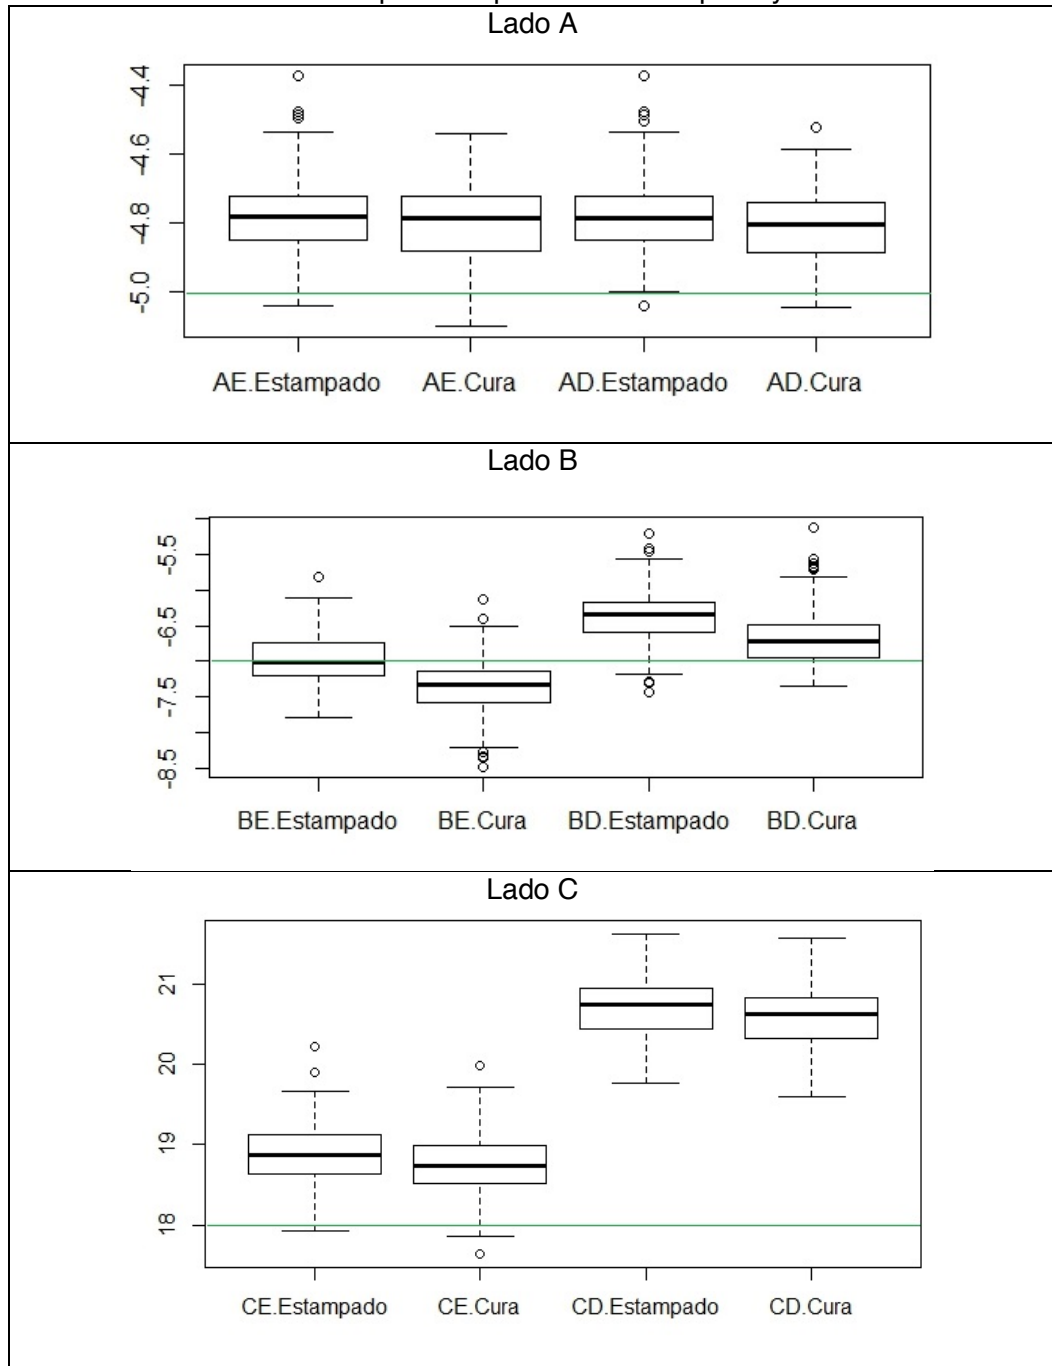 Lado A
-4.4
-4.6
-4.8
-5.0
AE.Estampado AE.Cura AD.Estampado AD.Cura
Lado B
-5.5
-6.5
-7.5
-8.5
BE.Estampado BE.Cura BD.Estampado BD.Cura
Lado C
21
20
19
18
CE.Estampado CE.Cura CD.Estampado CD.Cura